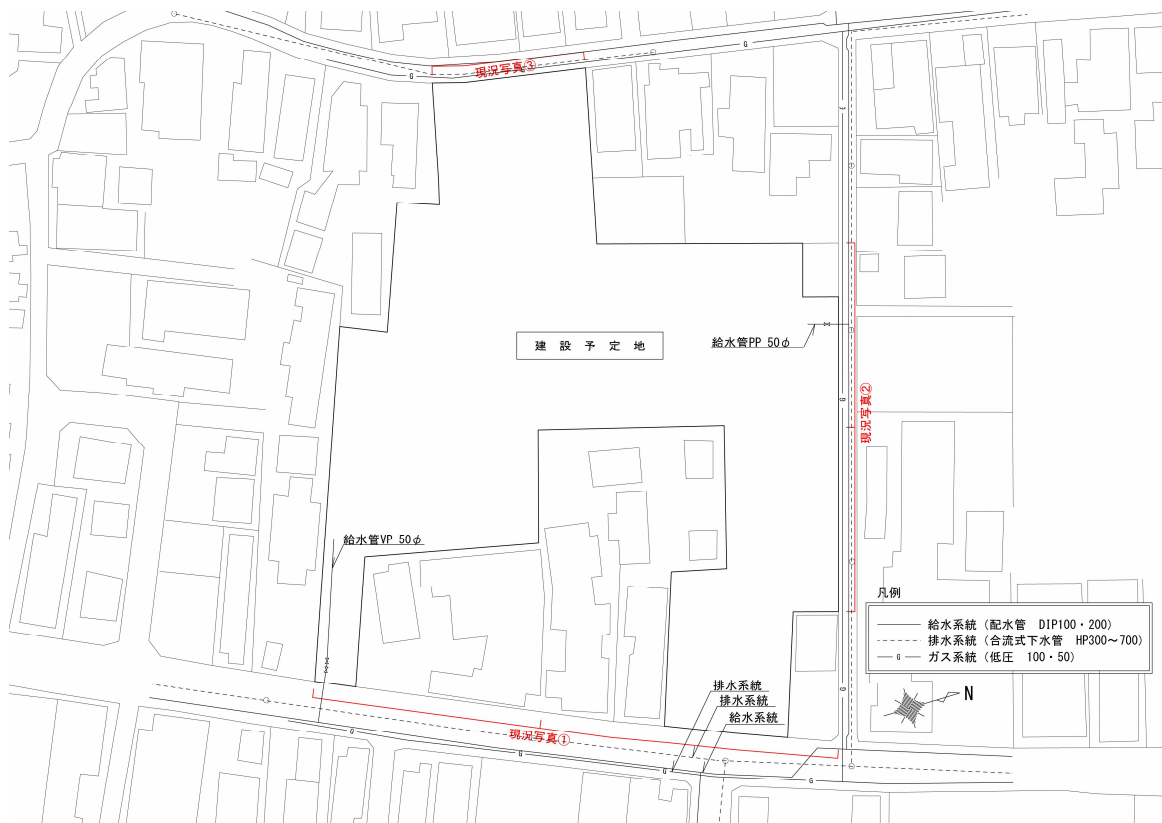 G
現況写真③
G
G
建 設 予 定 地
給水管PP 50φ
G
現況写真②
給水管VP 50φ
凡例
給水系統（配水管 DIP100・200）
排水系統（合流式下水管 HP300～700）
G ガス系統（低圧 100・50）
N
排水系統
排水系統
給水系統
G
現況写真①
G
G
G
G